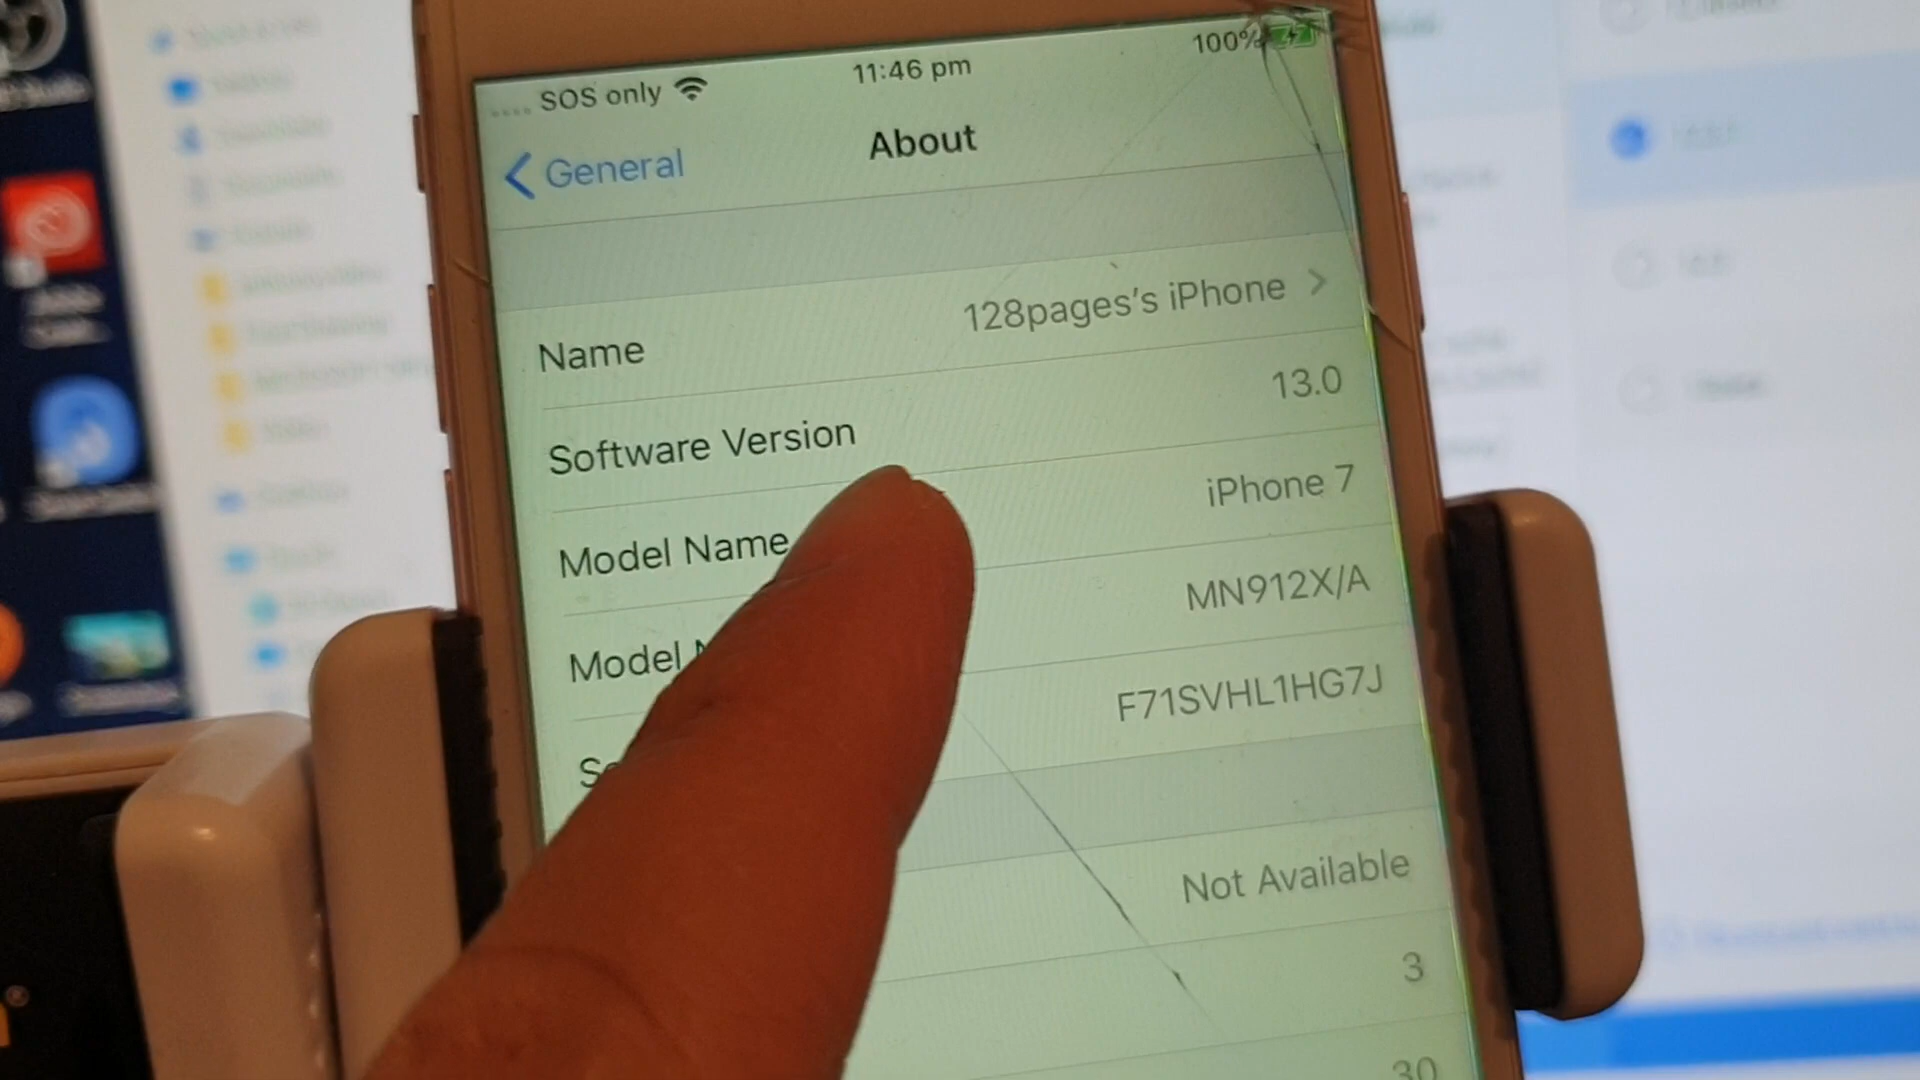 SOS only
11:46 pm
100%
General
About
Name
128pages's iPhone
Software Version
13.0
Model Name
iPhone 7
Model
MN912X/A
F71SVHL1HG7J
Not Available
3
30